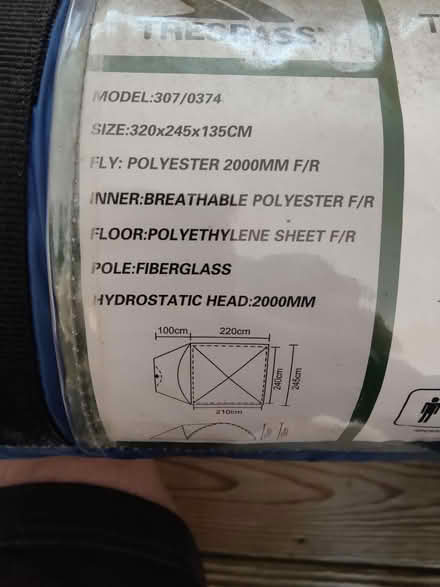 TRESPASS
MODEL:307/0374
SIZE:320x245x135CM
FLY: POLYESTER 2000MM F/R
INNER:BREATHABLE POLYESTER F/R
FLOOR:POLYETHYLENE SHEET F/R
POLE:FIBERGLASS
HYDROSTATIC HEAD:2000MM
100cm 220cm
240cm
245cm
210cm